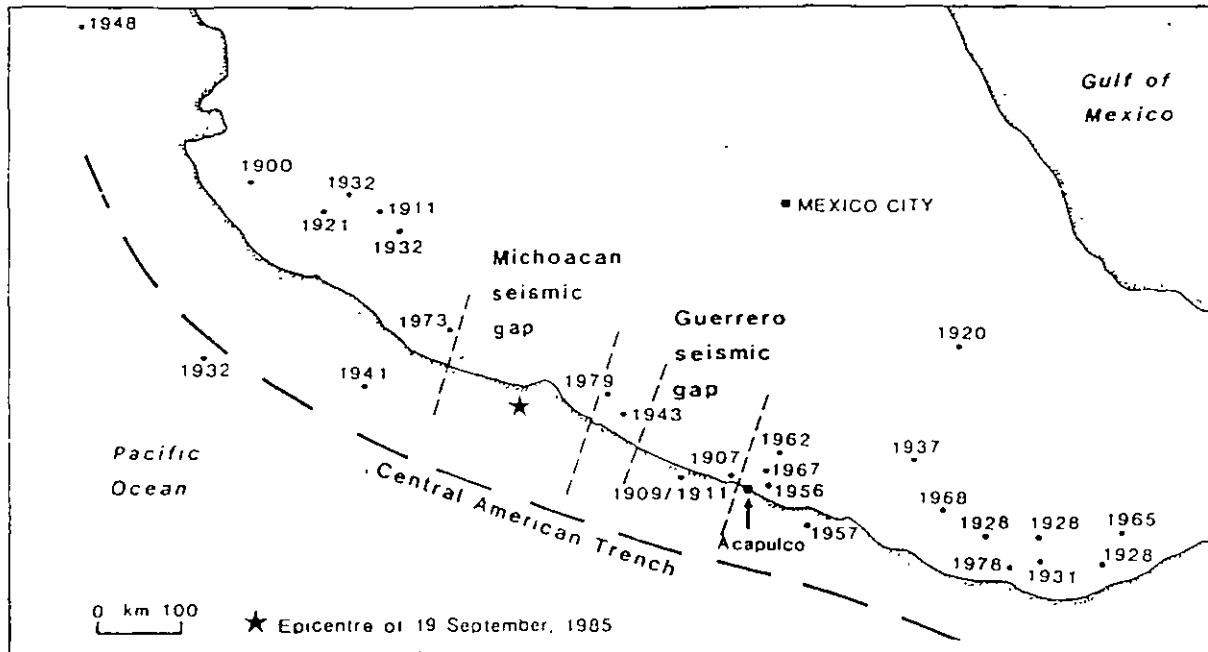 1948
Gulf of
Mexico
1900
1932
1921
1911
1932
MEXICO CITY
Michoacan
seismic
gap
1973
Guerrero
seismic
gap
1920
1932
1941
1979
1943
1962
1937
Pacific
Ocean
Central American Trench
1907
1967
1909/1911
1956
1968
1928
1928
1965
Acapulco
1957
1978
1931
1928
0 km 100
Epicentre of 19 September, 1985